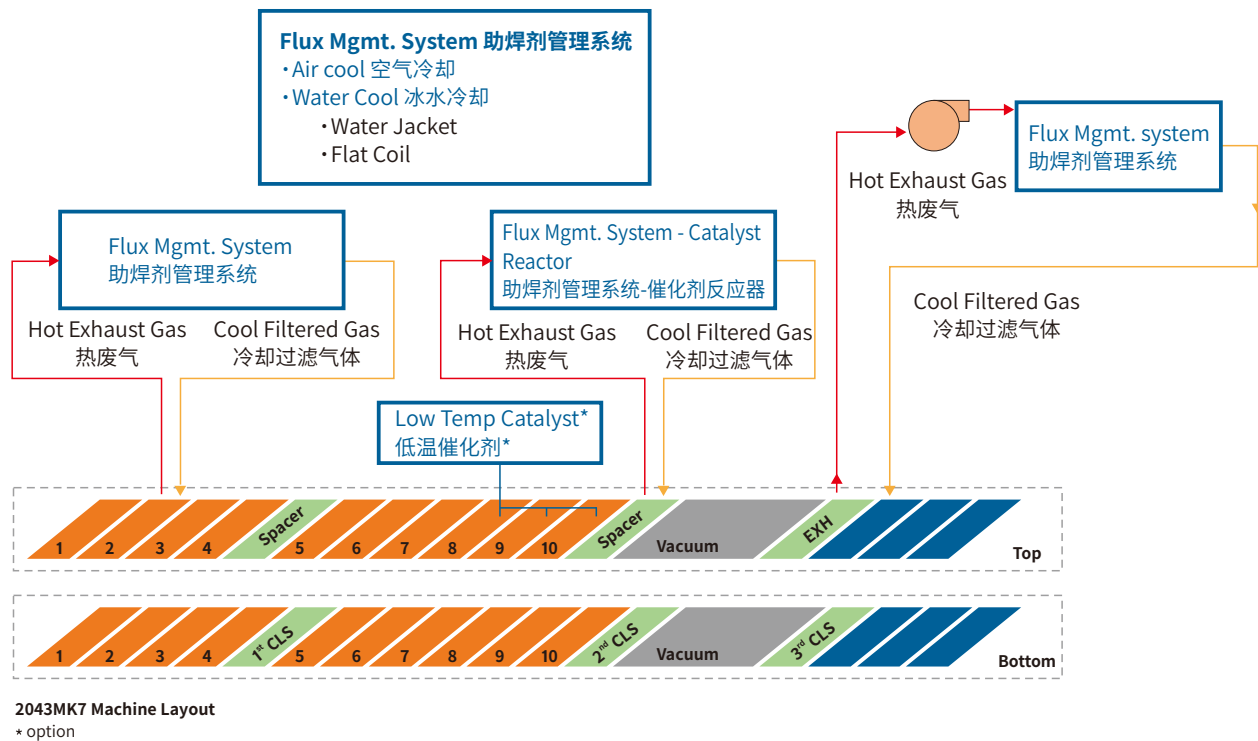 Flux Mgmt. System 助焊剂管理系统
·Air cool 空气冷却
·Water Cool 冰水冷却
·Water Jacket
·Flat Coil
Flux Mgmt. system
助焊剂管理系统
Hot Exhaust Gas
热废气
Cool Filtered Gas
冷却过滤气体
Flux Mgmt. System
助焊剂管理系统
Hot Exhaust Gas
热废气
Cool Filtered Gas
冷却过滤气体
Flux Mgmt. System - Catalyst
Reactor
助焊剂管理系统-催化剂反应器
Hot Exhaust Gas
热废气
Cool Filtered Gas
冷却过滤气体
Low Temp Catalyst*
低温催化剂*
1 2 3 4 Spacer 5 6 7 8 9 10 Spacer Vacuum EXH Top
1 2 3 4 1st CLS 5 6 7 8 9 10 2nd CLS Vacuum 3rd CLS Bottom
2043MK7 Machine Layout
* option